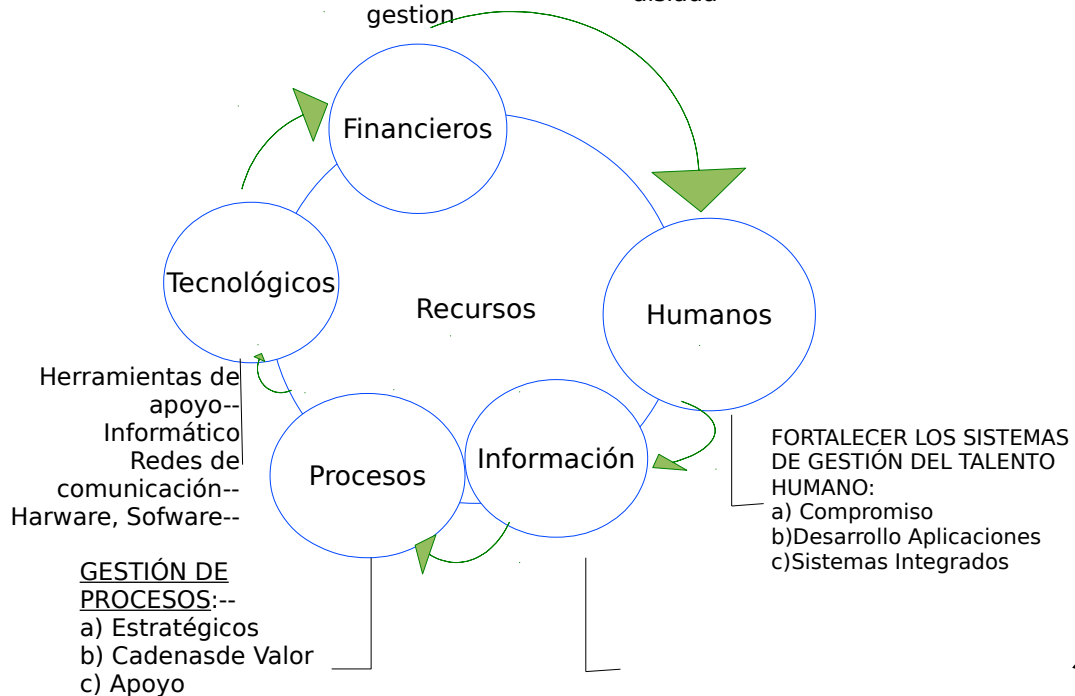 gestion
Financieros
Tecnológicos
Recursos
Humanos
Herramientas de
apoyo--
Informático
Redes de
comunicación--
Harware, Sofware--
Procesos
Información
FORTALECER LOS SISTEMAS
DE GESTIÓN DEL TALENTO
HUMANO:
a) Compromiso
b)Desarrollo Aplicaciones
c)Sistemas Integrados
GESTIÓN DE
PROCESOS:--
a) Estratégicos
b) Cadenasde Valor
c) Apoyo